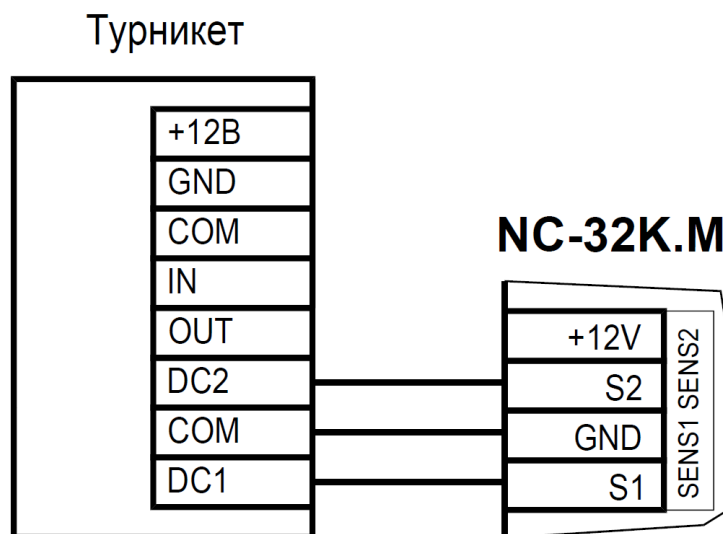 Турникет
+12В
GND
COM
IN
OUT
DC2
COM
DC1
NC-32K.M
+12V
S2
GND
S1
SENS1 SENS2